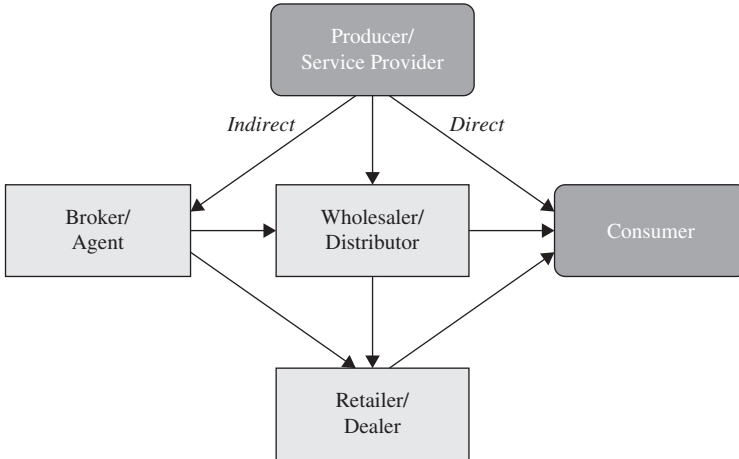 Producer/
Service Provider
Indirect
Direct
Broker/
Agent
Wholesaler/
Distributor
Consumer
Retailer/
Dealer